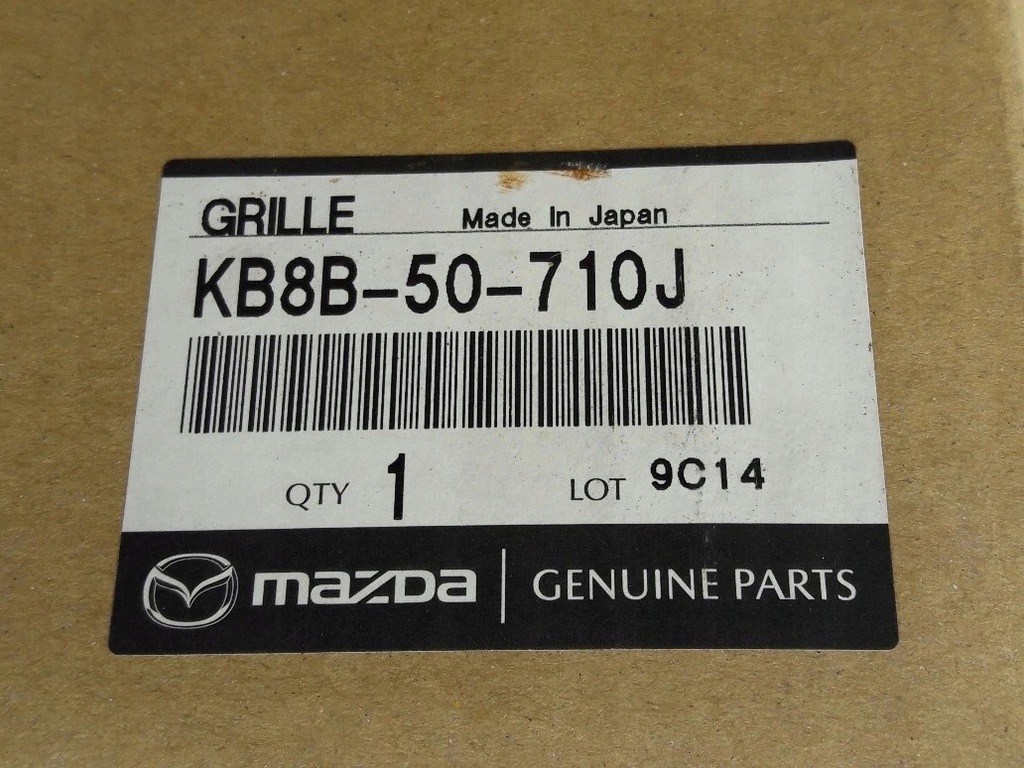 GRILLE Made In Japan
KB8B-50-710J
QTY 1 LOT 9C14
mazda GENUINE PARTS